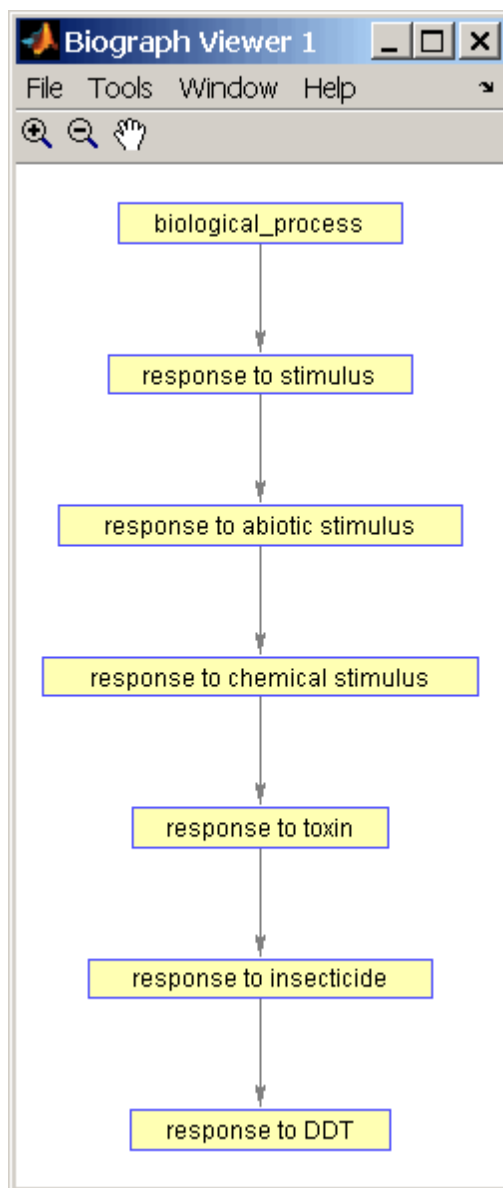 Biograph Viewer 1
File Tools Window Help
biological_process
response to stimulus
response to abiotic stimulus
response to chemical stimulus
response to toxin
response to insecticide
response to DDT